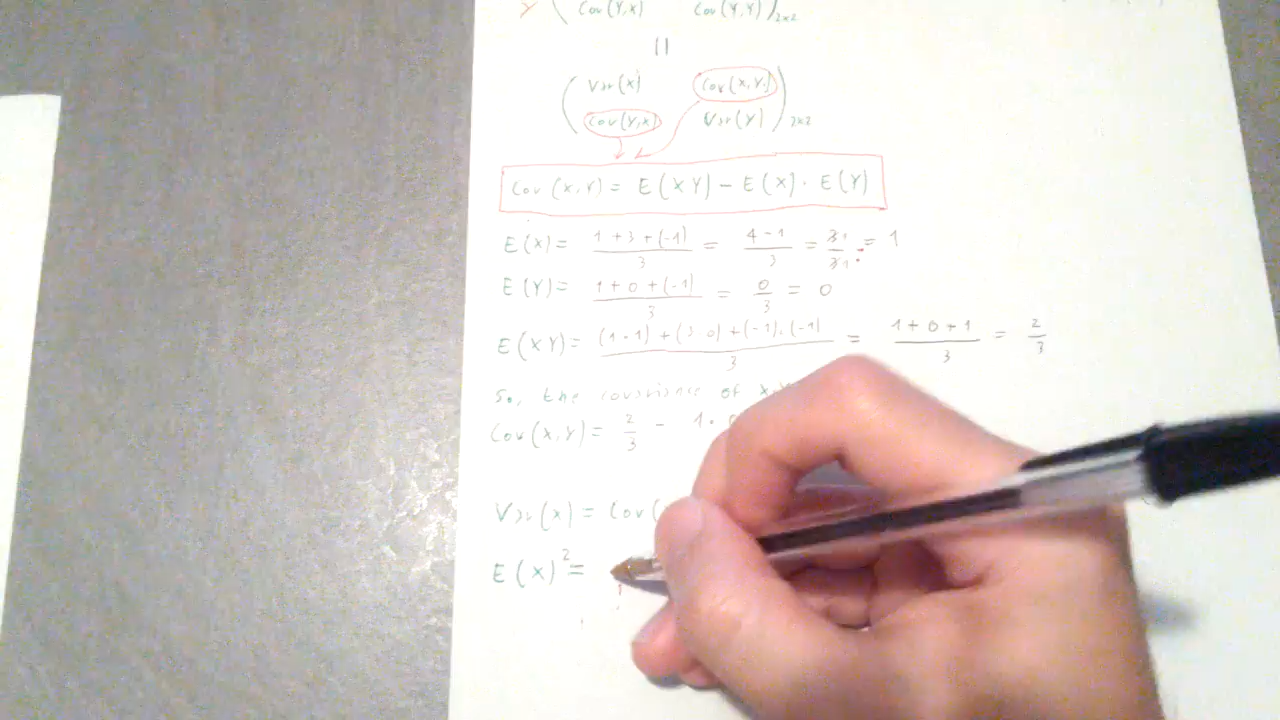 Y ( Cov(Y,X) Cov(Y,Y) )2x2
||
( Var(X) Cov(X,Y)
Cov(Y,X) Var(Y) )2x2
Cov(X,Y) = E(XY) - E(X) · E(Y)
E(X) = 1+3+(-1)/3 = 4-1/3 = 31/31 = 1
E(Y) = 1+0+(-1)/3 = 0/3 = 0
E(XY) = (1·1)+(3·0)+(-1)·(-1)/3 = 1+0+1/3 = 2/3
So, the covariance of X,Y
Cov(X,Y) = 2/3 - 1·
Var(X) = Cov(
E(X)² =